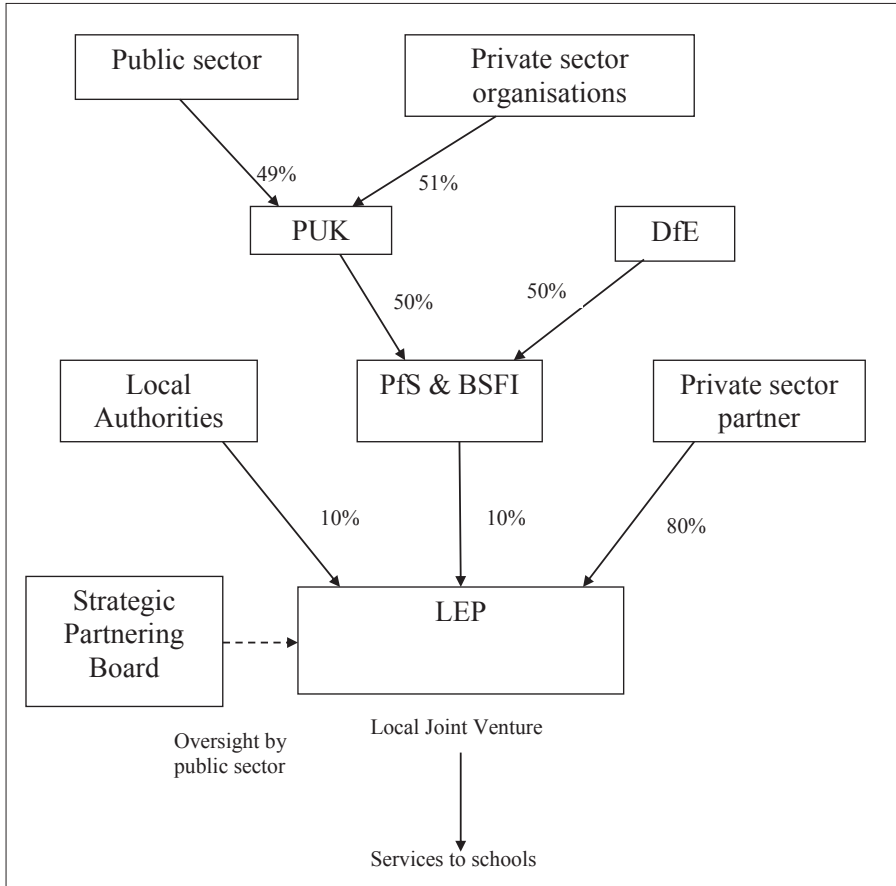 Public sector
Private sector
organisations
49%
51%
PUK
DfE
50%
50%
Local
Authorities
PfS & BSFI
Private sector
partner
10%
10%
80%
Strategic
Partnering
Board
LEP
Oversight by
public sector
Local Joint Venture
Services to schools